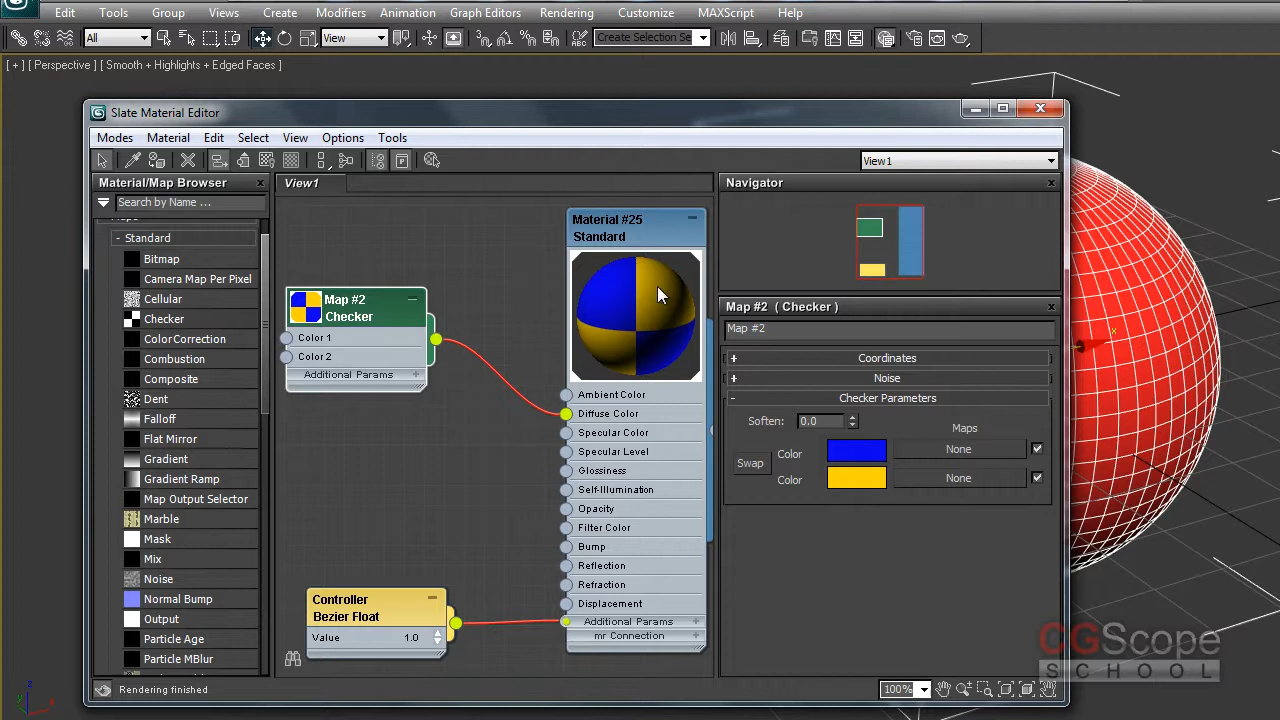 Edit Tools Group Views Create Modifiers Animation Graph Editors Rendering Customize MAXScript Help
All View Create Selection Se
[ + ] [ Perspective ] [ Smooth + Highlights + Edged Faces ]
Slate Material Editor
Modes Material Edit Select View Options Tools
View1
Material/Map Browser
Search by Name ...
- Standard
Bitmap
Camera Map Per Pixel
Cellular
Checker
ColorCorrection
Combustion
Composite
Dent
Falloff
Flat Mirror
Gradient
Gradient Ramp
Map Output Selector
Marble
Mask
Mix
Noise
Normal Bump
Output
Particle Age
Particle MBlur
View1
Map #2
Checker
Color 1
Color 2
Additional Params +
Controller
Bezier Float
Value 1.0
Material #25
Standard
Ambient Color
Diffuse Color
Specular Color
Specular Level
Glossiness
Self-Illumination
Opacity
Filter Color
Bump
Reflection
Refraction
Displacement
Additional Params +
mr Connection +
Navigator
Map #2 ( Checker )
Map #2
+ Coordinates
+ Noise
- Checker Parameters
Soften: 0.0
Maps
Swap
Color None
Color None
Rendering finished
100%
x
z
y
CGScope
SCHOOL